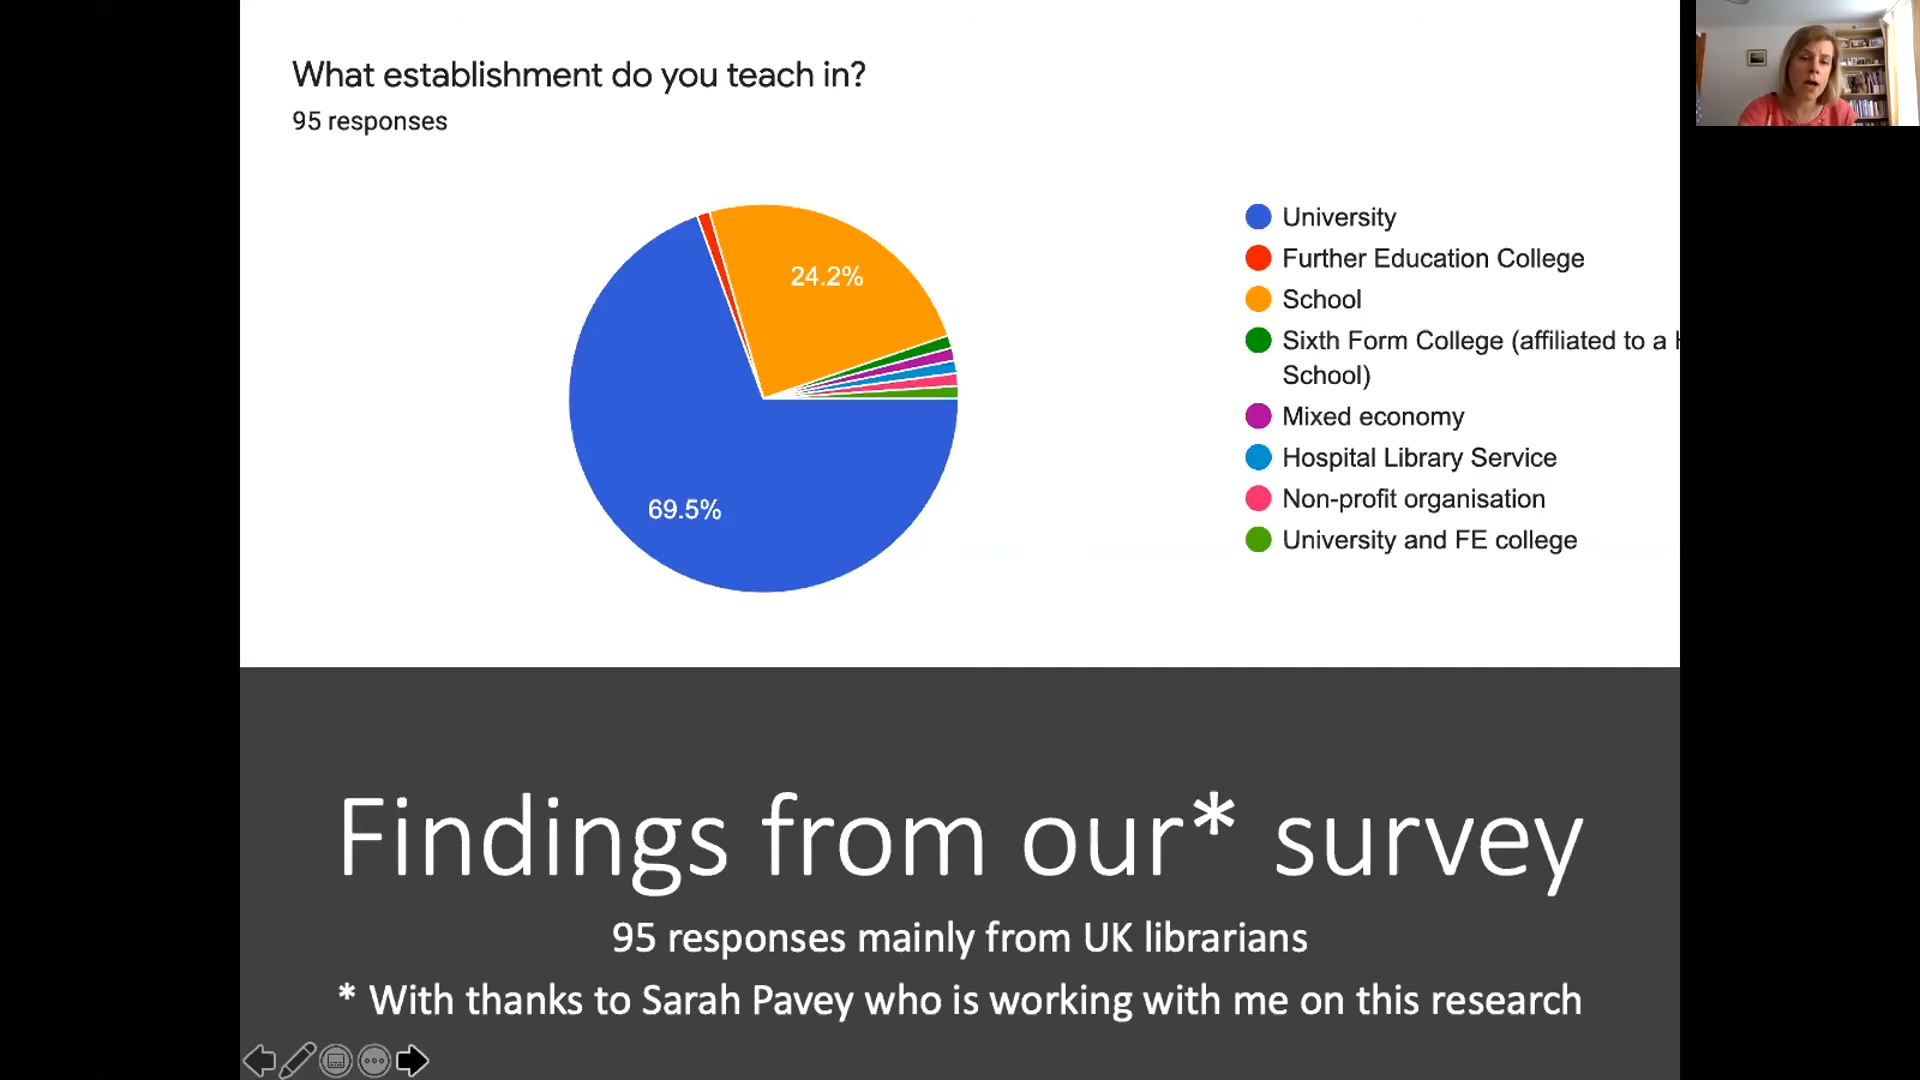 What establishment do you teach in?
95 responses
24.2%
69.5%
University
Further Education College
School
Sixth Form College (affiliated to a
School)
Mixed economy
Hospital Library Service
Non-profit organisation
University and FE college
Findings from our* survey
95 responses mainly from UK librarians
* With thanks to Sarah Pavey who is working with me on this research